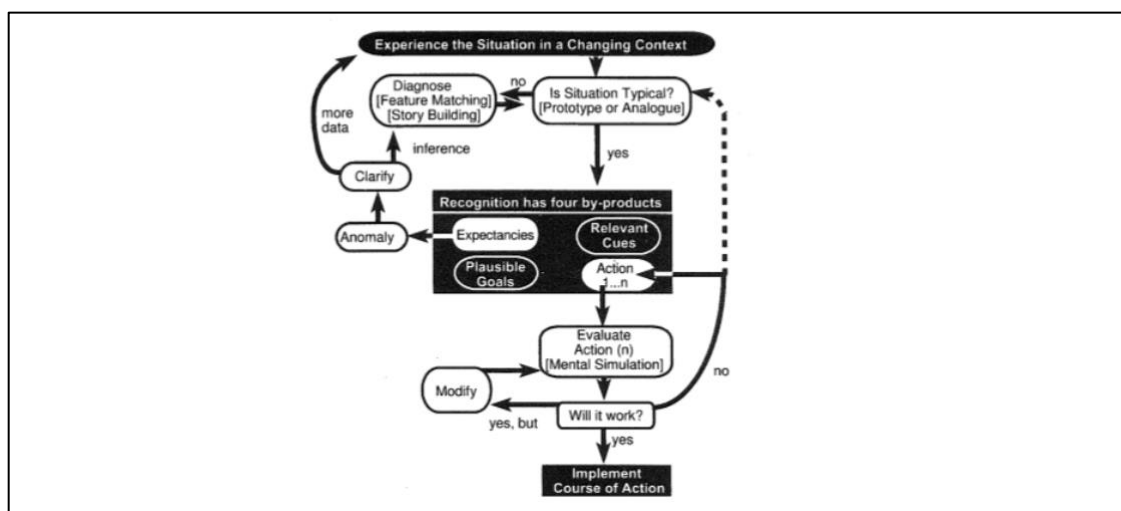 Experience the Situation in a Changing Context
Diagnose
[Feature Matching]
[Story Building]
no
Is Situation Typical?
[Prototype or Analogue]
more
data
inference
yes
Clarify
Recognition has four by-products
Anomaly
Expectancies
Relevant
Cues
Plausible
Goals
Action
1...n
Evaluate
Action (n)
[Mental Simulation]
no
Modify
yes, but
Will it work?
yes
Implement
Course of Action